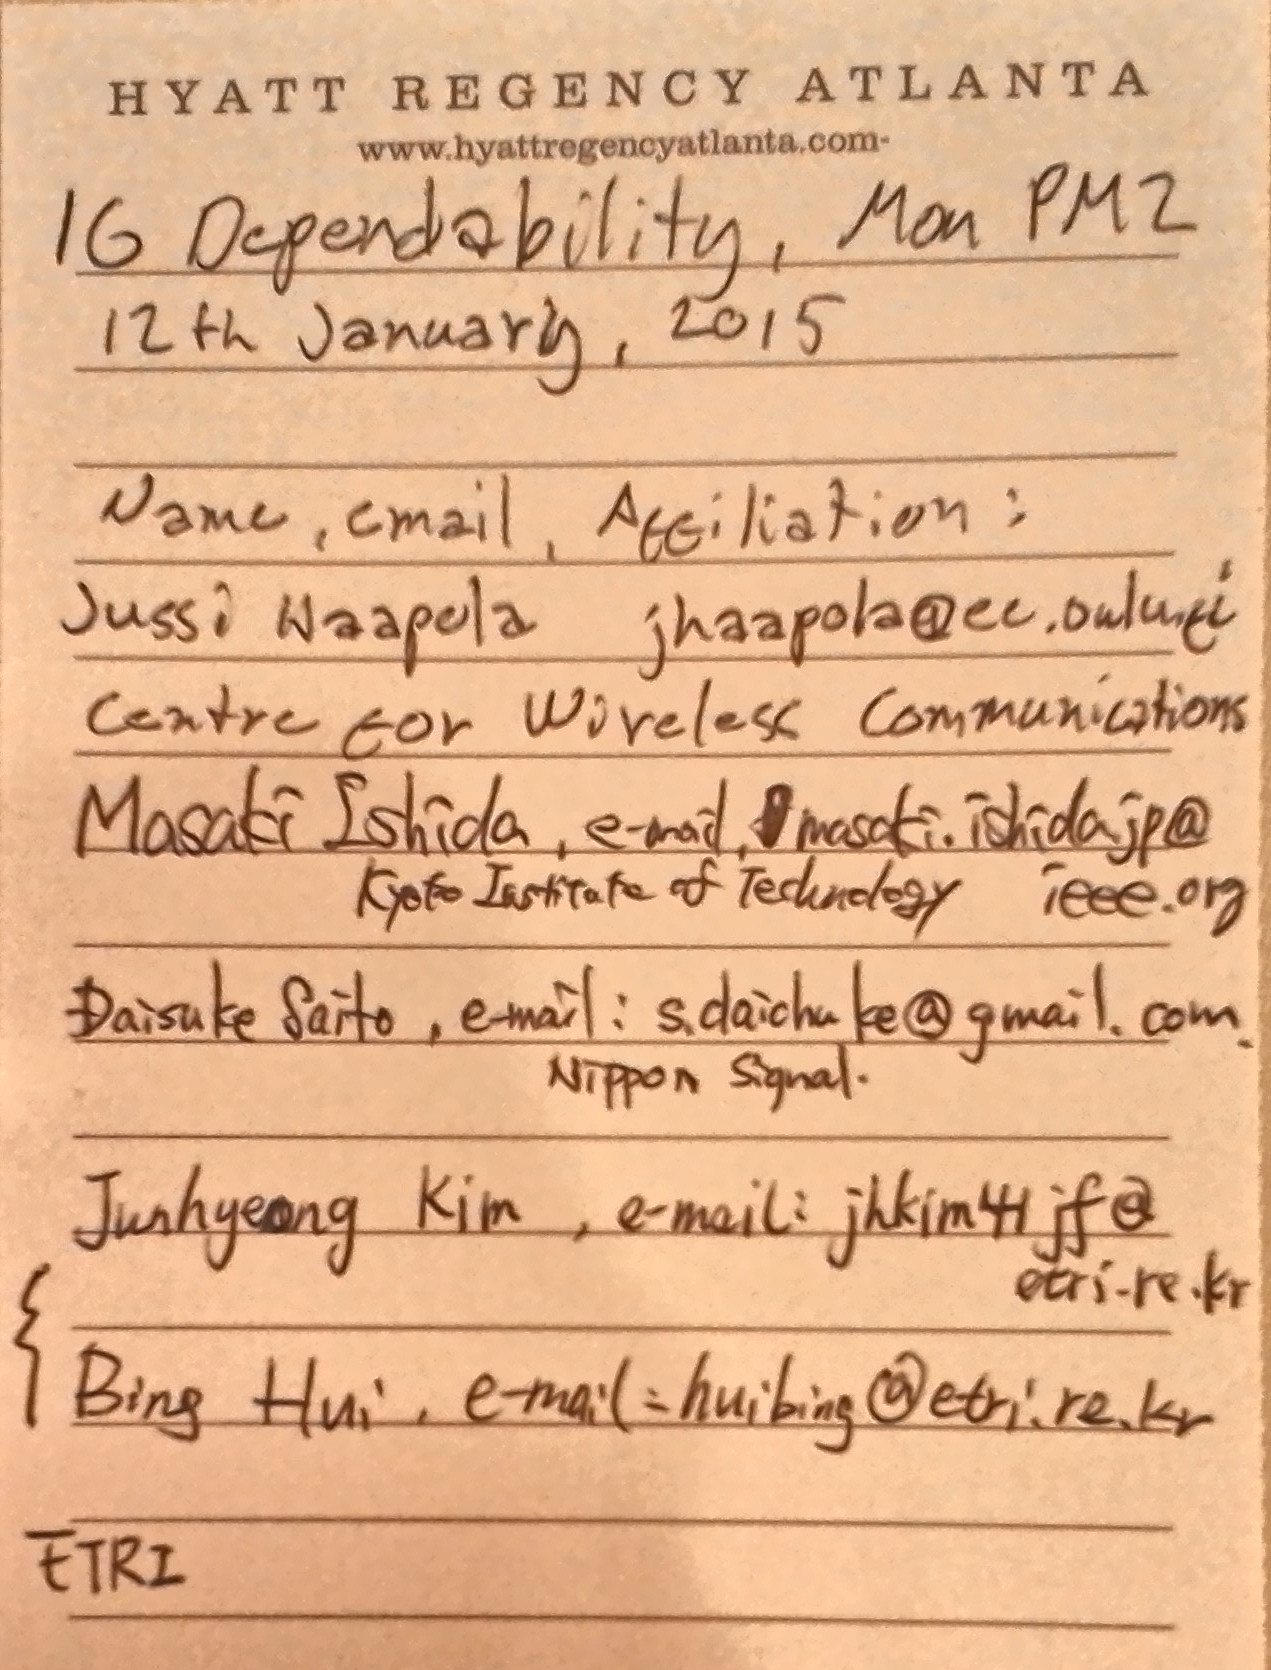 HYATT REGENCY ATLANTA
www.hyattregencyatlanta.com
IG Dependability, Mon PM2
12th January, 2015
Name, email, Affiliation:
Jussi Haapola jhaapola@ee.oulu.fi
Centre for Wireless Communications
Masaki Ishida, e-mail, masaki.ishida.jp@
Kyoto Institute of Technology ieee.org
Daisuke Saito, e-mail: s.daichuke@gmail.com.
Nippon Signal.
Junhyeong Kim, e-mail:
etri.re.kr
Bing Hui, e-mail: huibing@etri.re.kr
ETRI